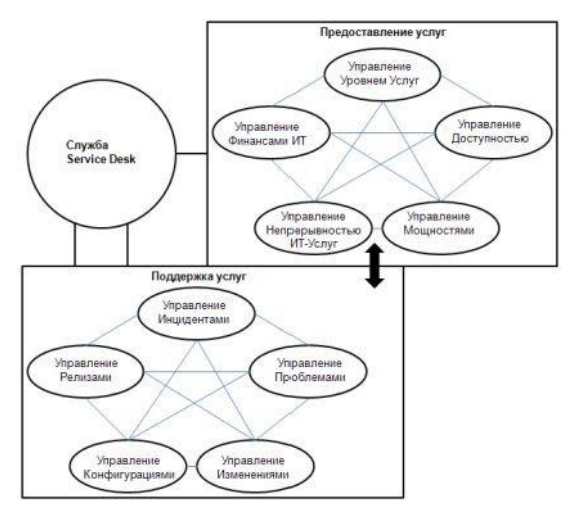 Предоставление услуг
Управление
Уровнем Услуг
Управление
Финансами ИТ
Управление
Доступностью
Управление
Непрерывностью
ИТ-Услуг
Управление
Мощностями
Служба
Service Desk
Поддержка услуг
Управление
Инцидентами
Управление
Релизами
Управление
Проблемами
Управление
Конфигурациями
Управление
Изменениями